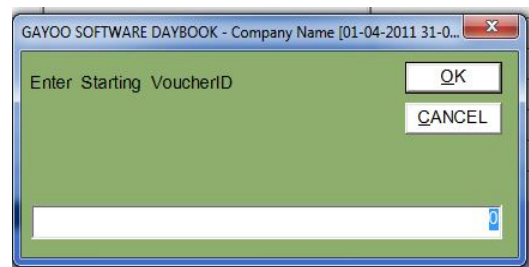 GAYOO SOFTWARE DAYBOOK - Company Name [01-04-2011 31-0...
Enter Starting VoucherID
OK
CANCEL
0